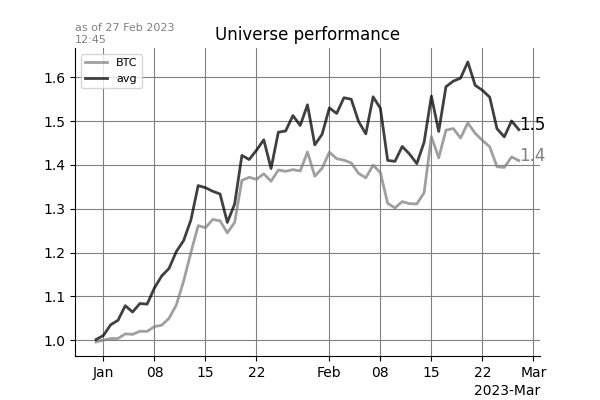 as of 27 Feb 2023
12:45
Universe performance
BTC
avg
1.6
1.5
1.4
1.3
1.2
1.1
1.0
1.5
1.4
Jan 08 15 22 Feb 08 15 22 Mar
2023-Mar